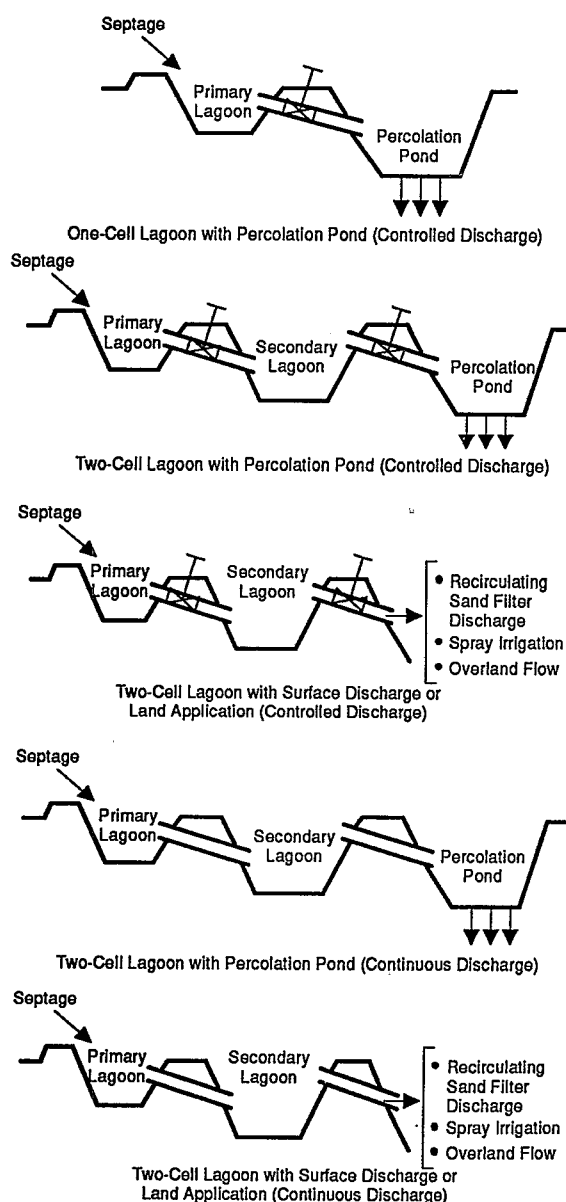 Septage
Primary
Lagoon
Percolation
Pond
One-Cell Lagoon with Percolation Pond (Controlled Discharge)
Septage
Primary
Lagoon
Secondary
Lagoon
Percolation
Pond
Two-Cell Lagoon with Percolation Pond (Controlled Discharge)
Septage
Primary
Lagoon
Secondary
Lagoon
• Recirculating
Sand Filter
Discharge
• Spray Irrigation
• Overland Flow
Two-Cell Lagoon with Surface Discharge or
Land Application (Controlled Discharge)
Septage
Primary
Lagoon
Secondary
Lagoon
Percolation
Pond
Two-Cell Lagoon with Percolation Pond (Continuous Discharge)
Septage
Primary
Lagoon
Secondary
Lagoon
• Recirculating
Sand Filter
Discharge
• Spray Irrigation
• Overland Flow
Two-Cell Lagoon with Surface Discharge or
Land Application (Continuous Discharge)